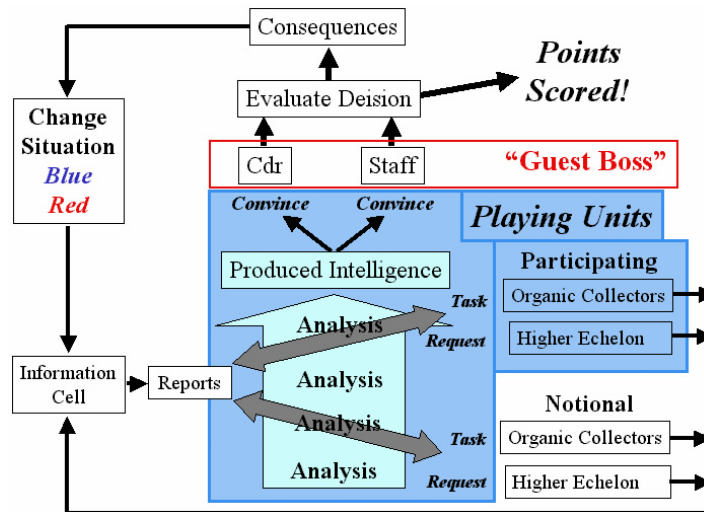 Consequences
Points
Scored!
Evaluate Deision
Change
Situation
Blue
Red
Cdr
Staff
“Guest Boss”
Convince
Convince
Playing Units
Produced Intelligence
Participating
Organic Collectors
Higher Echelon
Task
Request
Analysis
Analysis
Analysis
Analysis
Information
Cell
Reports
Task
Request
Notional
Organic Collectors
Higher Echelon